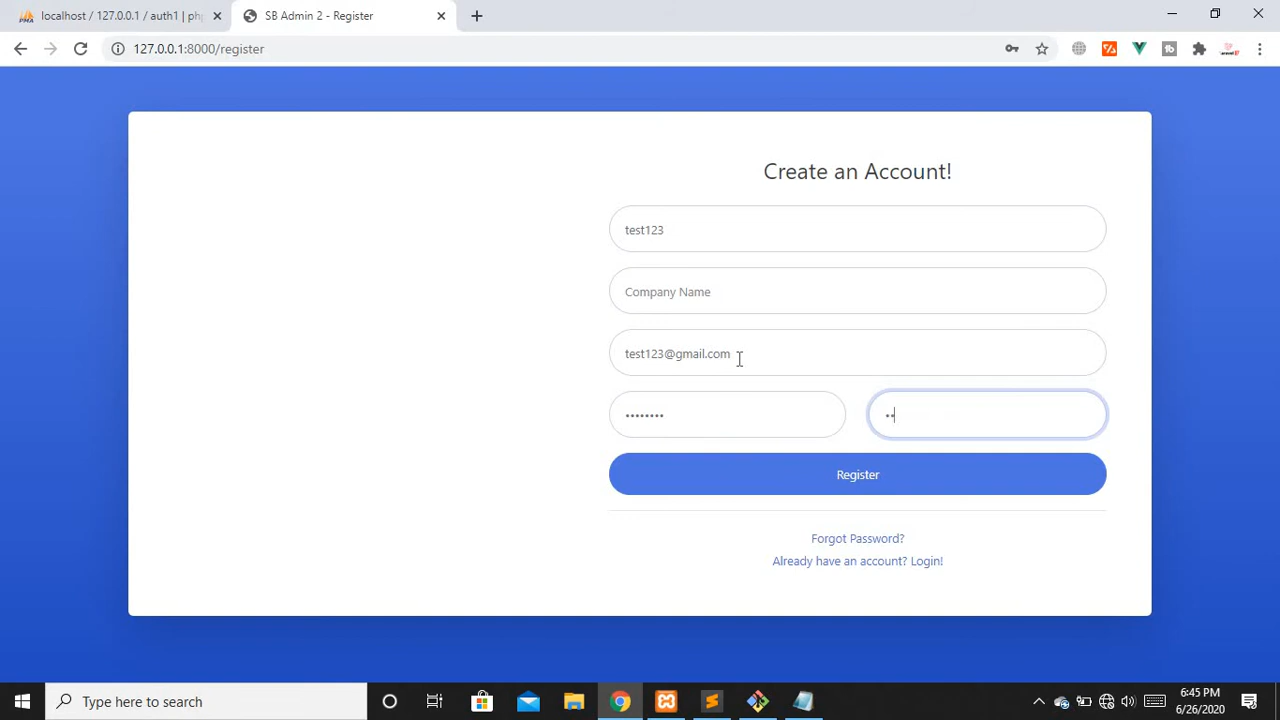 localhost / 127.0.0.1 / auth1 | ph
SB Admin 2 - Register
127.0.0.1:8000/register
Create an Account!
test123
Company Name
test123@gmail.com
••••••••
••
Register
Forgot Password?
Already have an account? Login!
Type here to search
6:45 PM
6/26/2020